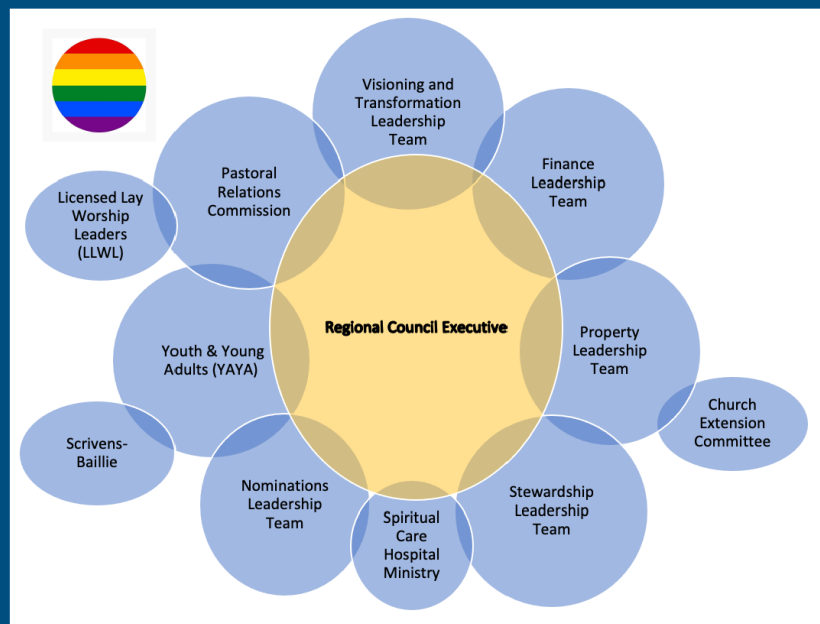 Visioning and
Transformation
Leadership
Team
Finance
Leadership
Team
Pastoral
Relations
Commission
Licensed Lay
Worship
Leaders
(LLWL)
Regional Council Executive
Property
Leadership
Team
Youth & Young
Adults (YAYA)
Church
Extension
Committee
Scrivens-
Baillie
Nominations
Leadership
Team
Spiritual
Care
Hospital
Ministry
Stewardship
Leadership
Team